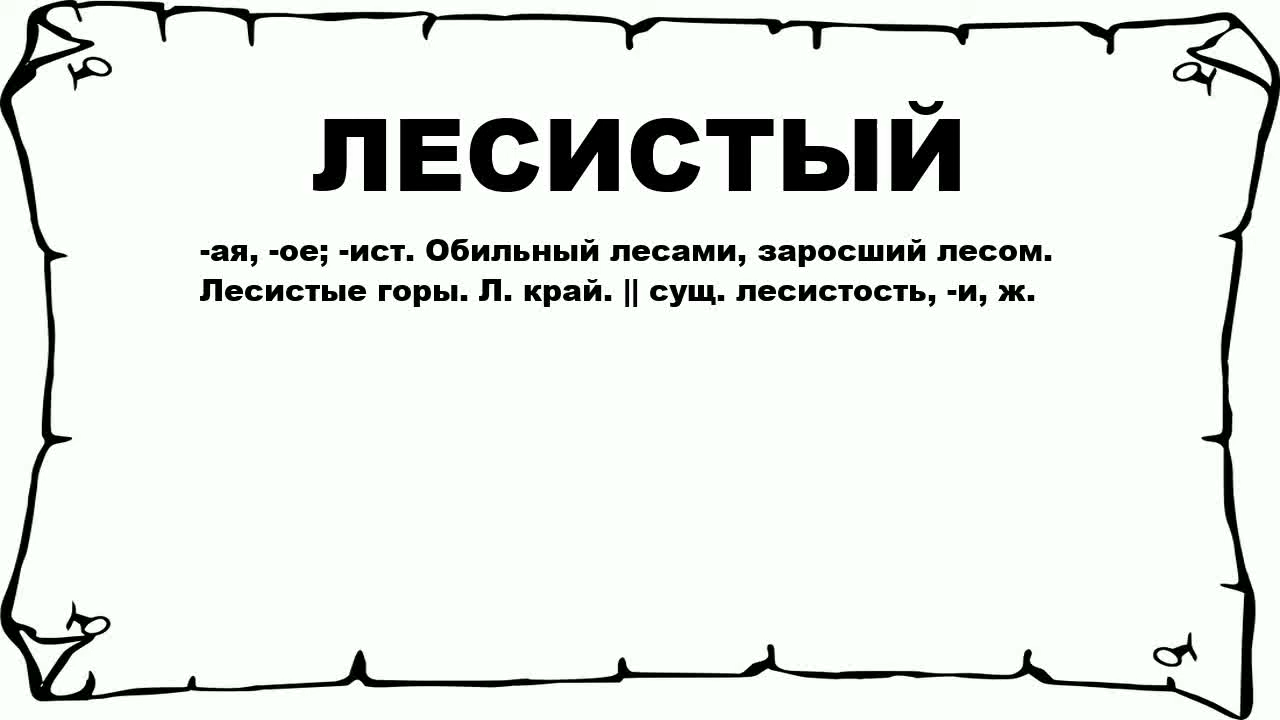 ЛЕСИСТЫЙ
-ая, -ое; -ист. Обильный лесами, заросший лесом.
Лесистые горы. Л. край. || сущ. лесистость, -и, ж.